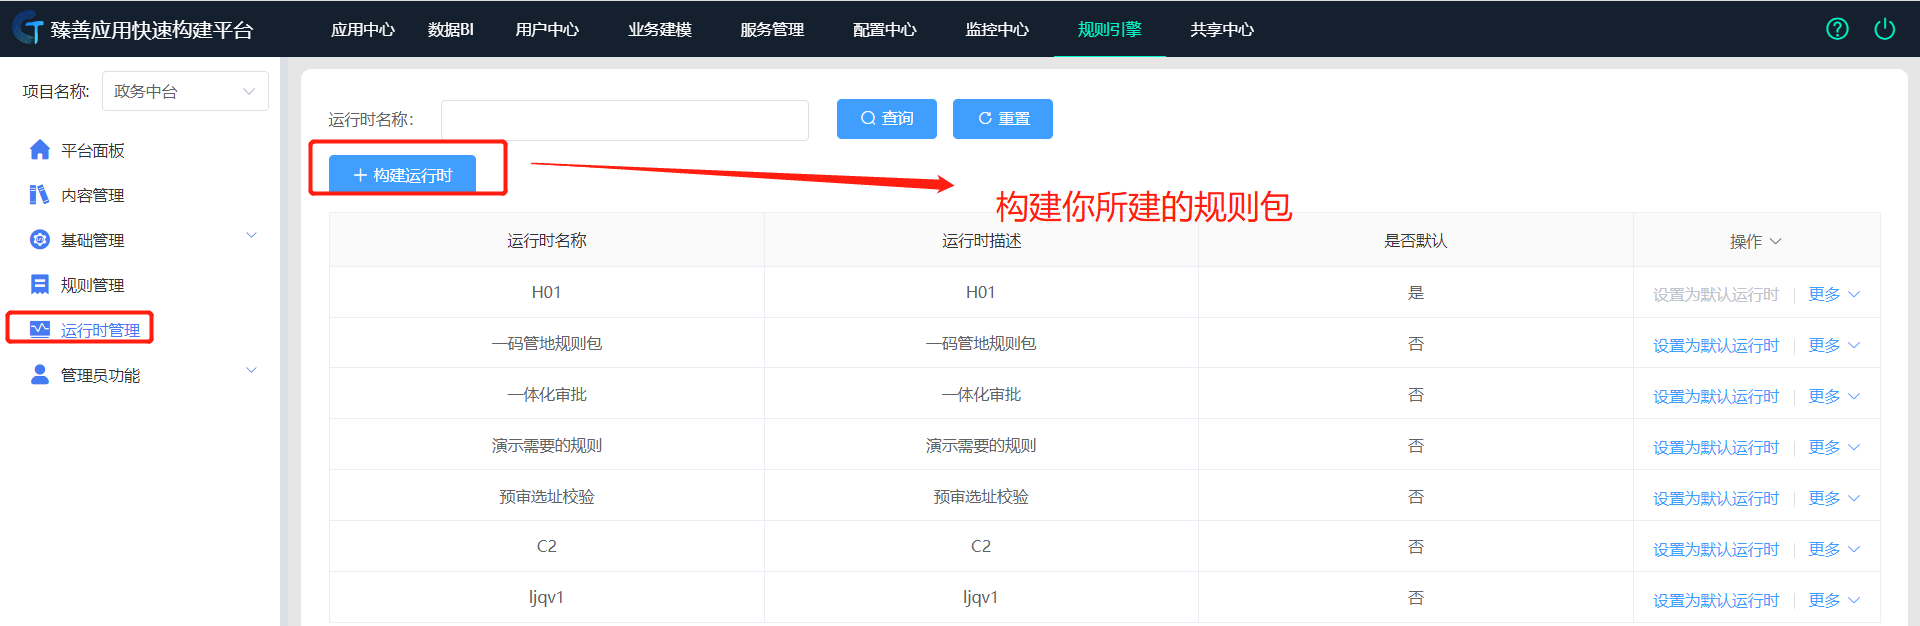 臻善应用快速构建平台 应用中心 数据BI 用户中心 业务建模 服务管理 配置中心 监控中心 规则引擎 共享中心
项目名称: 政务中台
平台面板
内容管理
基础管理
规则管理
运行时管理
管理员功能
运行时名称: 查询 重置
+ 构建运行时
构建你所建的规则包
运行时名称 运行时描述 是否默认 操作
H01 H01 是 设置为默认运行时 更多
一码管地规则包 一码管地规则包 否 设置为默认运行时 更多
一体化审批 一体化审批 否 设置为默认运行时 更多
演示需要的规则 演示需要的规则 否 设置为默认运行时 更多
预审选址校验 预审选址校验 否 设置为默认运行时 更多
C2 C2 否 设置为默认运行时 更多
ljqv1 ljqv1 否 设置为默认运行时 更多